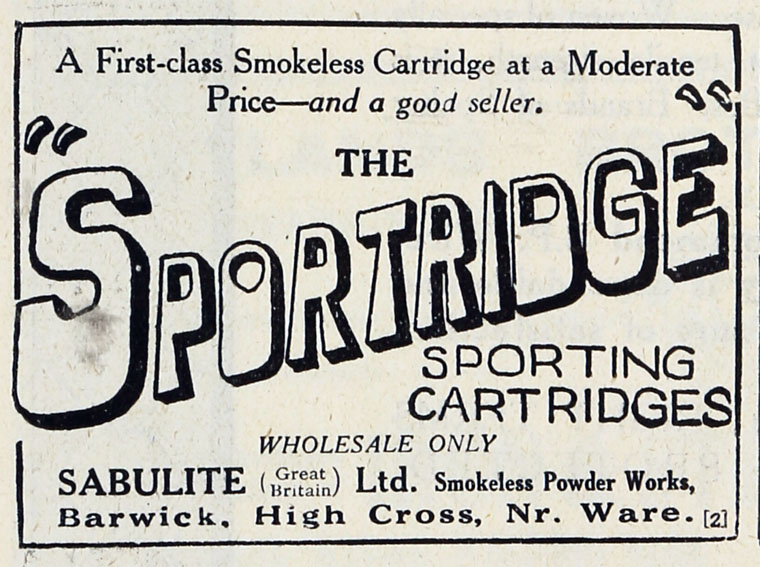 A First-class Smokeless Cartridge at a Moderate
Price—and a good seller.
THE
"SPORTRIDGE"
SPORTING
CARTRIDGES
WHOLESALE ONLY
SABULITE (Great Britain) Ltd. Smokeless Powder Works,
Barwick, High Cross, Nr. Ware. [2]